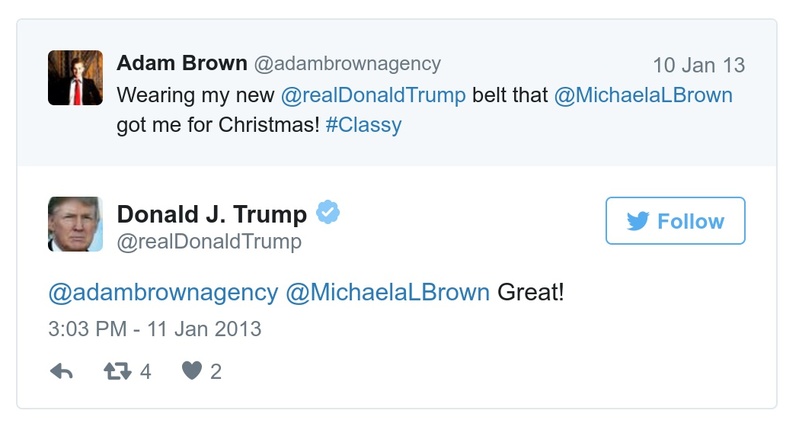 Adam Brown @adambrownagency 10 Jan 13
Wearing my new @realDonaldTrump belt that @MichaelaLBrown
got me for Christmas! #Classy
Donald J. Trump
@realDonaldTrump
Follow
@adambrownagency @MichaelaLBrown Great!
3:03 PM - 11 Jan 2013
4 2